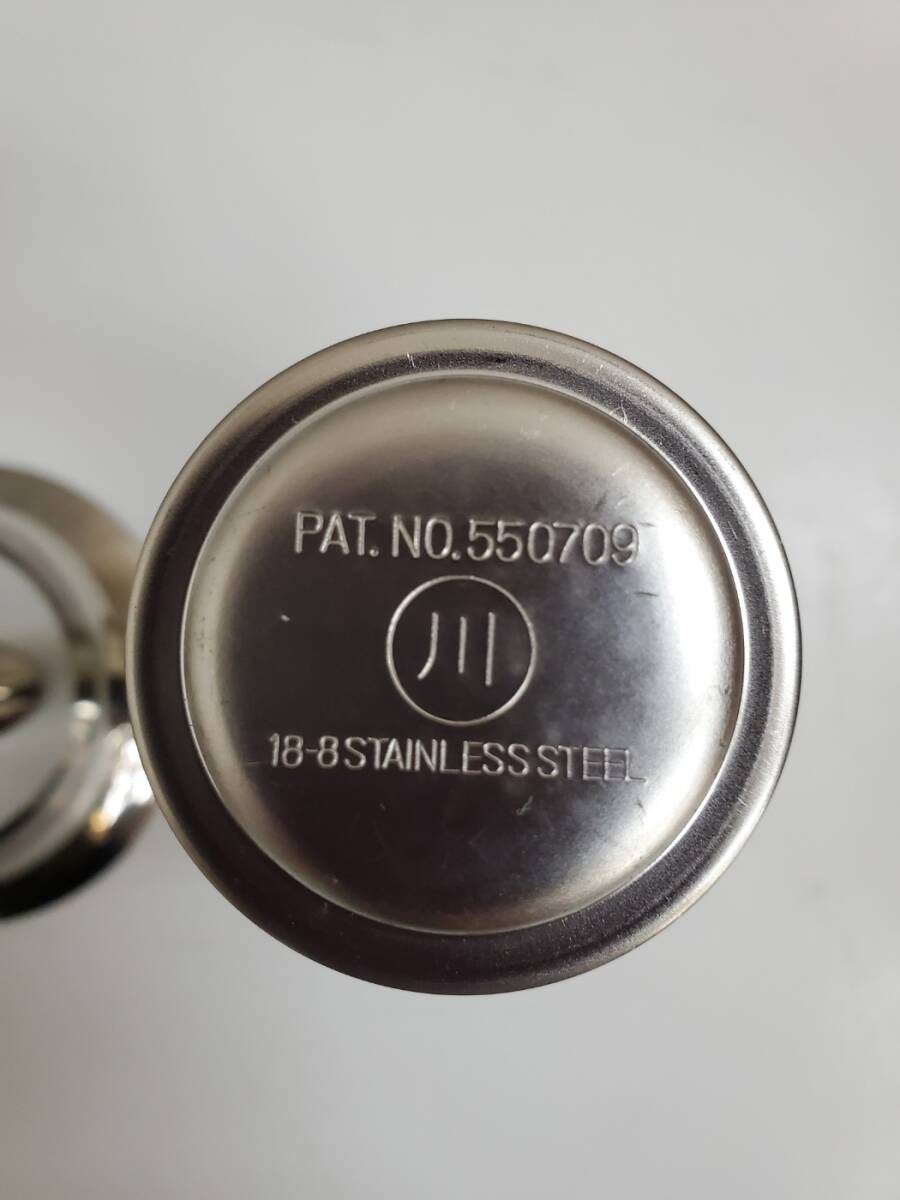 PAT. NO. 550709
川
18-8 STAINLESS STEEL